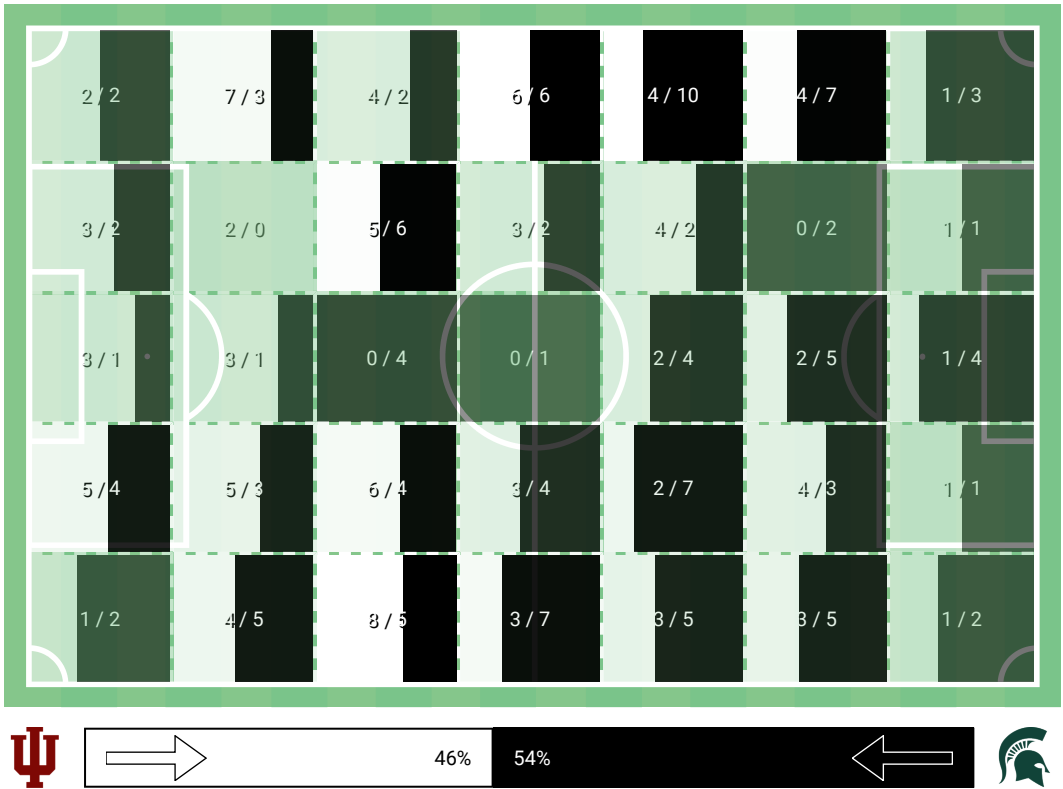 2 / 2 7 / 3 4 / 2 6 / 6 4 / 10 4 / 7 1 / 3
3 / 2 2 / 0 5 / 6 3 / 2 4 / 2 0 / 2 1 / 1
3 / 1 3 / 1 0 / 4 0 / 1 2 / 4 2 / 5 1 / 4
5 / 4 5 / 3 6 / 4 3 / 4 2 / 7 4 / 3 1 / 1
1 / 2 4 / 5 8 / 5 3 / 7 3 / 5 3 / 5 1 / 2
46% 54%